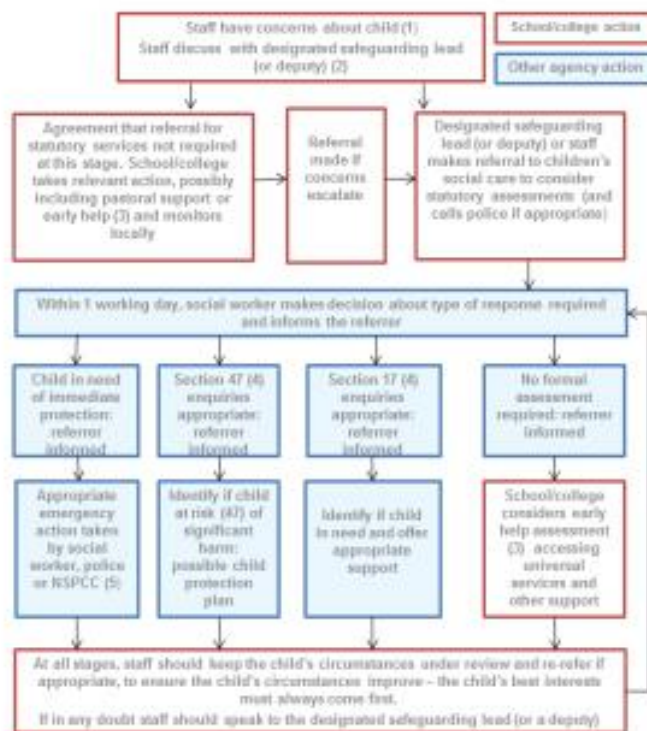 Staff have concerns about child (1)
Staff discuss with designated safeguarding lead
(or deputy) (2)
School/college action
Other agency action
Agreement that referral for
statutory services not required
at this stage. School/college
takes relevant action, possibly
including pastoral support or
early help (3) and monitors
locally
Referral
made if
concerns
escalate
Designated safeguarding
lead (or deputy) or staff
makes referral to children's
social care to consider
statutory assessments (and
calls police if appropriate)
Within 1 working day, social worker makes decision about type of response required
and informs the referrer
Child in need
of immediate
protection:
referrer
informed
Section 47 (4)
enquiries
appropriate:
referrer
informed
Section 17 (4)
enquiries
appropriate:
referrer
informed
No formal
assessment
required: referrer
informed
Appropriate
emergency
action taken
by social
worker, police
or NSPCC (5)
Identify if child
at risk (47) of
significant
harm:
possible child
protection
plan
Identify if child
in need and offer
appropriate
support
School/college
considers early
help assessment
(3) accessing
universal
services and
other support
At all stages, staff should keep the child's circumstances under review and re-refer if
appropriate, to ensure the child's circumstances improve – the child's best interests
must always come first.
If in any doubt staff should speak to the designated safeguarding lead (or a deputy)